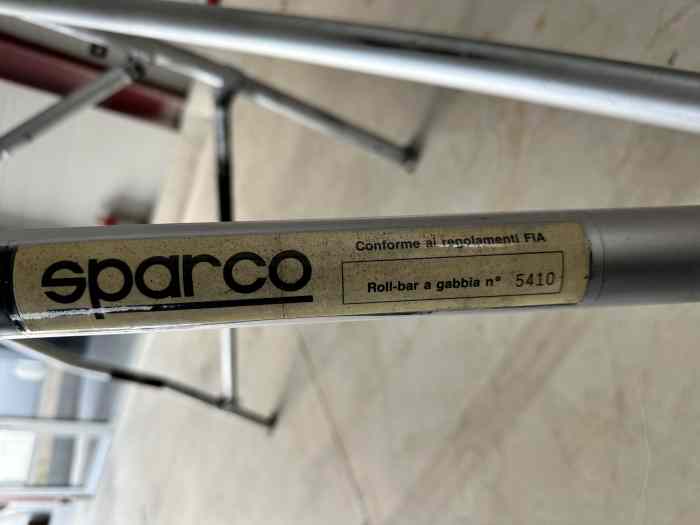 sparco
Conforme ai regolamenti FIA
Roll-bar a gabbia n° 5410